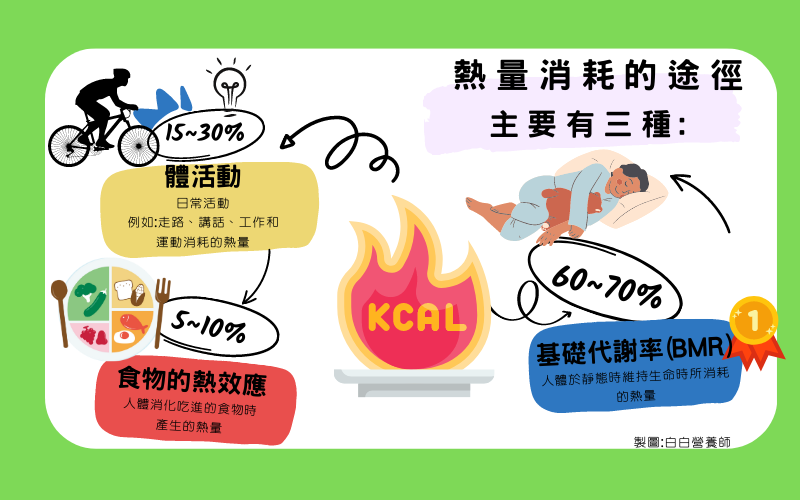 熱量消耗的途徑
主要有三種:
15~30%
體活動
日常活動
例如:走路、講話、工作和
運動消耗的熱量
5~10%
食物的熱效應
人體消化吃進的食物時
產生的熱量
KCAL
60~70%
1
基礎代謝率(BMR)
人體於靜態時維持生命時所消耗
的熱量
製圖:白白營養師